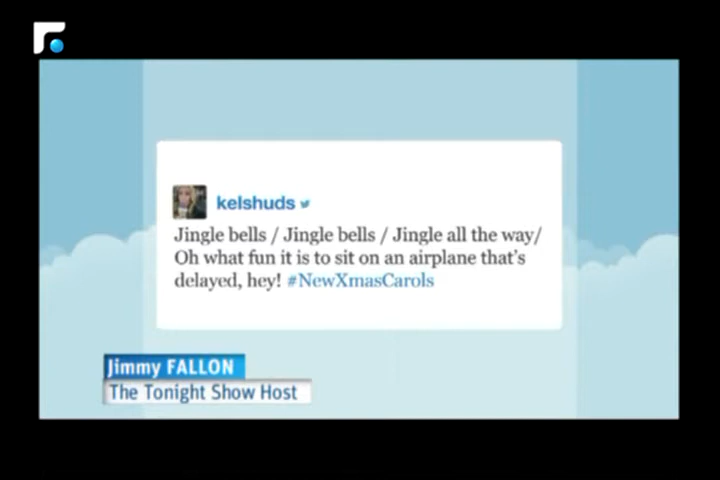 kelshuds
Jingle bells / Jingle bells / Jingle all the way/
Oh what fun it is to sit on an airplane that's
delayed, hey! #NewXmasCarols
Jimmy FALLON
The Tonight Show Host